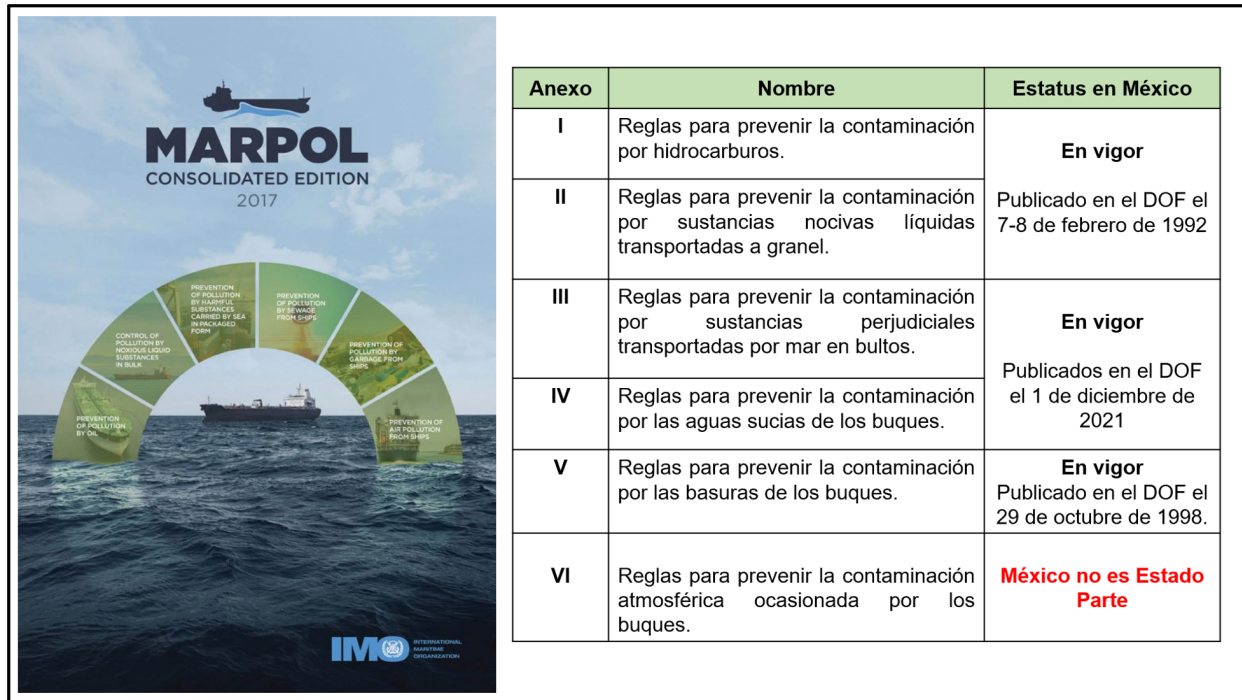 MARPOL
CONSOLIDATED EDITION
2017
PREVENTION
OF POLLUTION
BY OIL
CONTROL OF
POLLUTION BY
NOXIOUS LIQUID
SUBSTANCES
IN BULK
PREVENTION
OF POLLUTION
BY HARMFUL
SUBSTANCES
CARRIED BY SEA
IN PACKAGED
FORM
PREVENTION
OF POLLUTION
BY SEWAGE
FROM SHIPS
PREVENTION OF
POLLUTION BY
GARBAGE FROM
SHIPS
PREVENTION OF
AIR POLLUTION
FROM SHIPS
IMO
INTERNATIONAL
MARITIME
ORGANIZATION
Anexo Nombre Estatus en México
I
Reglas para prevenir la contaminación
por hidrocarburos.
II
Reglas para prevenir la contaminación
por sustancias nocivas líquidas
transportadas a granel.
En vigor
Publicado en el DOF el
7-8 de febrero de 1992
III
Reglas para prevenir la contaminación
por sustancias perjudiciales
transportadas por mar en bultos.
IV
Reglas para prevenir la contaminación
por las aguas sucias de los buques.
En vigor
Publicados en el DOF
el 1 de diciembre de
2021
V
Reglas para prevenir la contaminación
por las basuras de los buques.
En vigor
Publicado en el DOF el
29 de octubre de 1998.
VI
Reglas para prevenir la contaminación
atmosférica ocasionada por los
buques.
México no es Estado
Parte